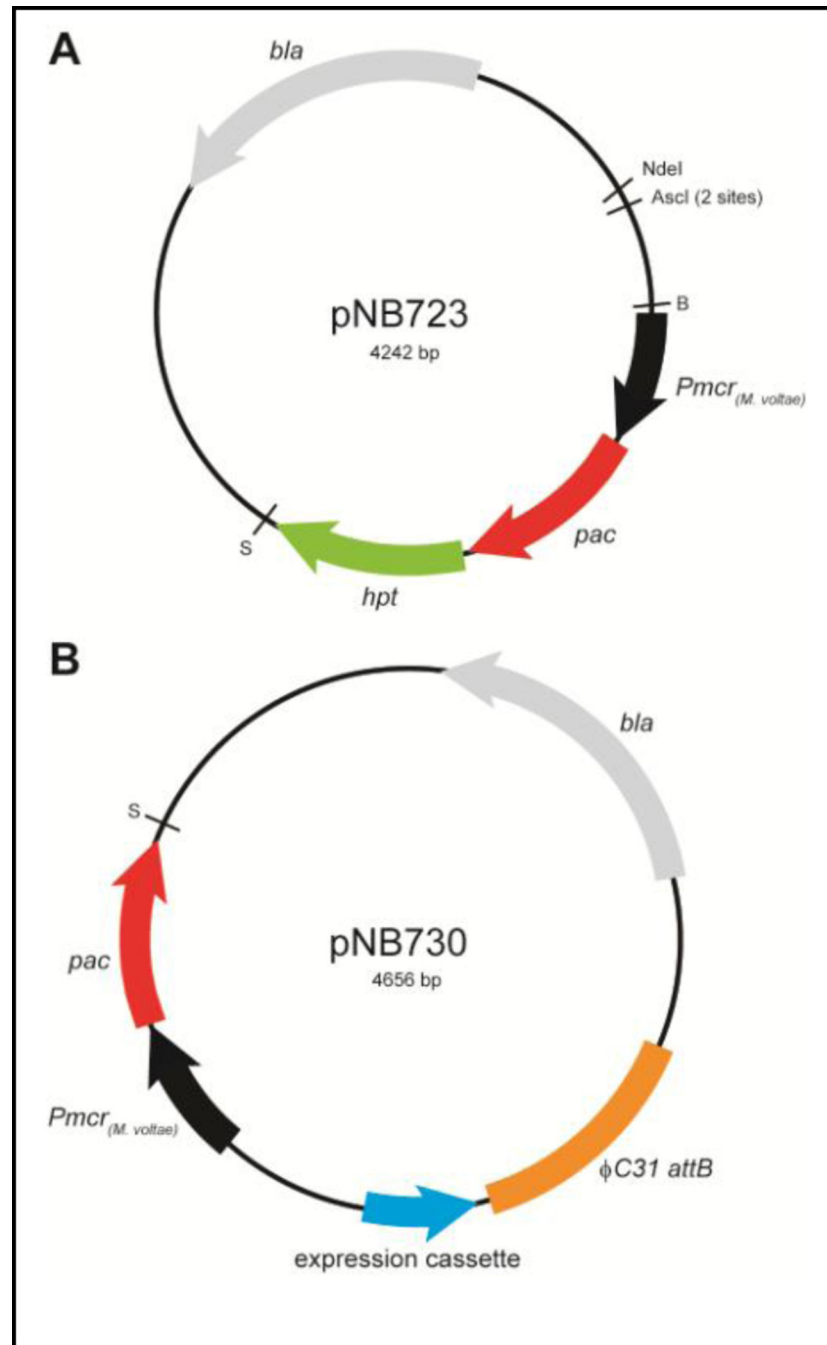 A
bla
NdeI
AscI (2 sites)
B
pNB723
4242 bp
Pmcr(M. voltae)
pac
S
hpt
B
bla
S
pNB730
4656 bp
pac
Pmcr(M. voltae)
ϕC31 attB
expression cassette